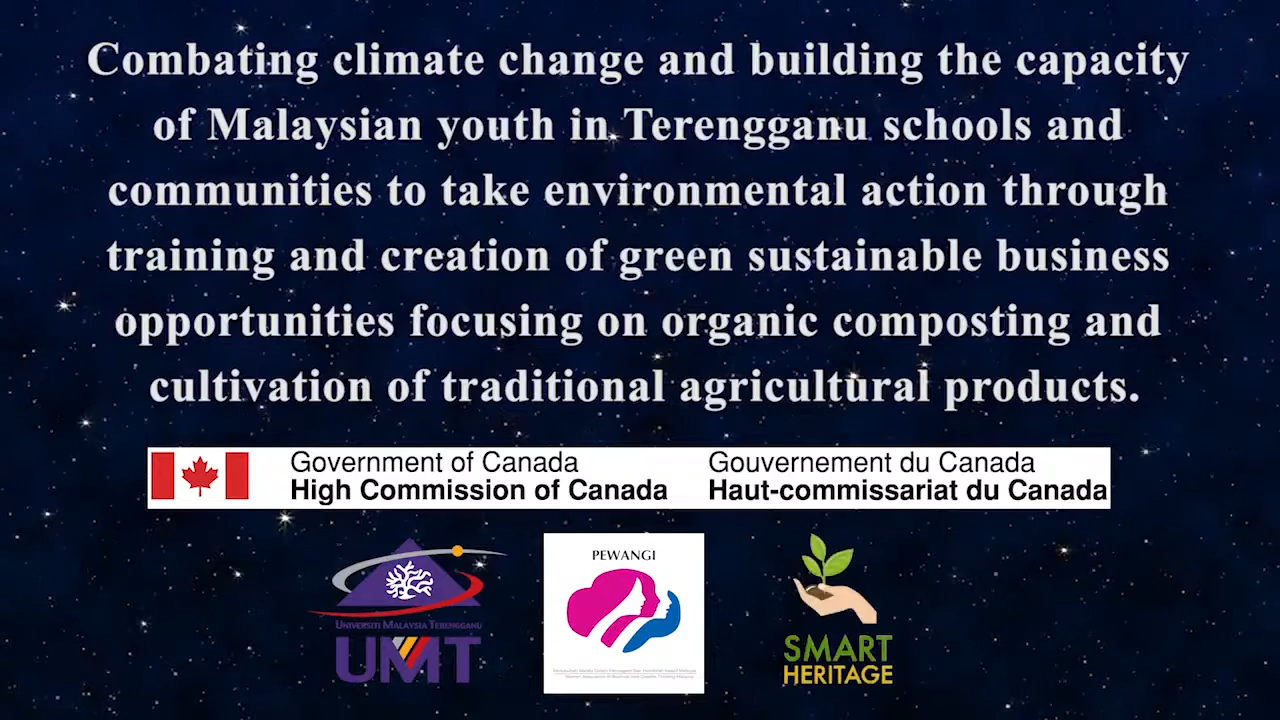 Combating climate change and building the capacity
of Malaysian youth in Terengganu schools and
communities to take environmental action through
training and creation of green sustainable business
opportunities focusing on organic composting and
cultivation of traditional agricultural products.
Government of Canada
High Commission of Canada
Gouvernement du Canada
Haut-commissariat du Canada
UNIVERSITI MALAYSIA TERENGGANU
UMT
PEWANGI
SMART
HERITAGE